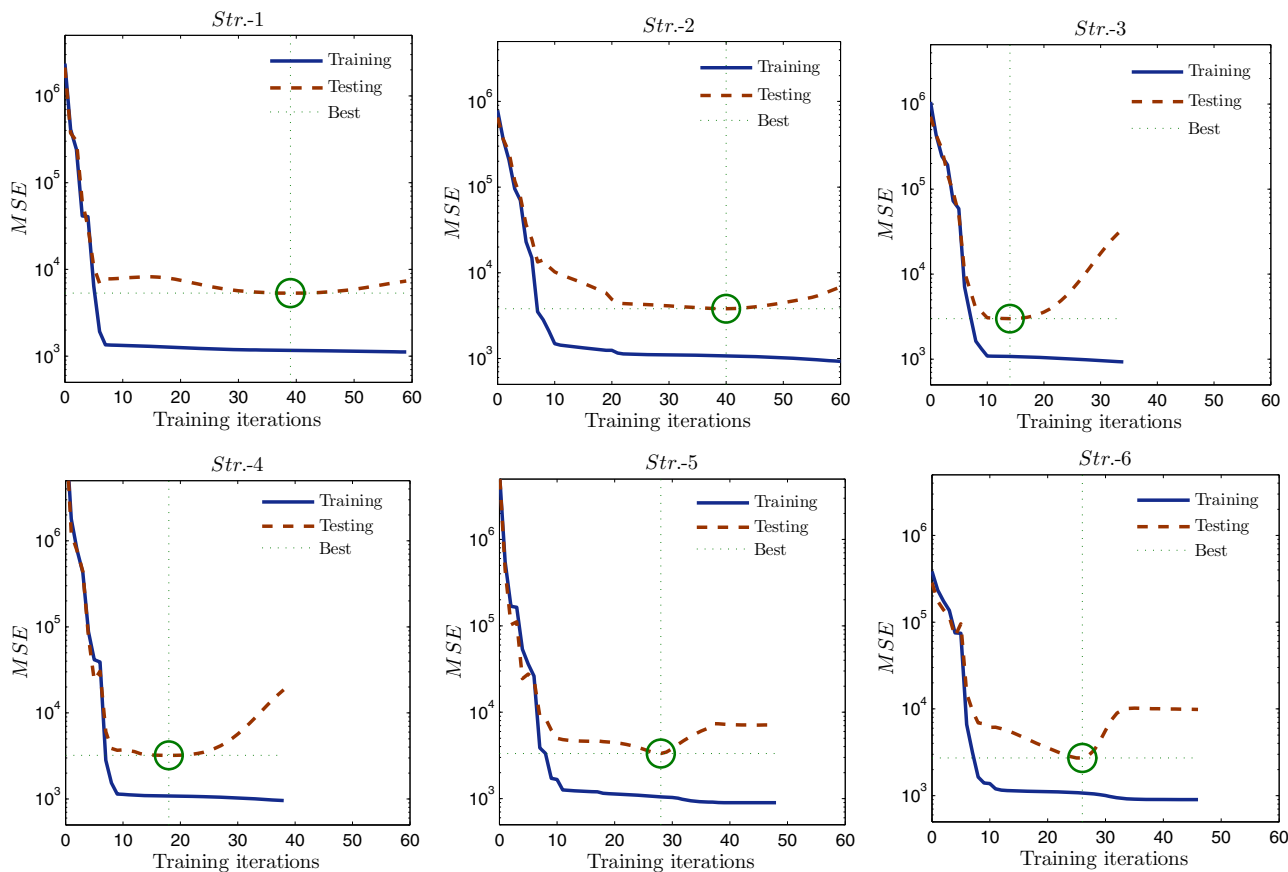 Str.-1
Training
Testing
Best
MSE
10^6
10^5
10^4
10^3
0 10 20 30 40 50 60
Training iterations
Str.-2
Training
Testing
Best
MSE
10^6
10^5
10^4
10^3
0 10 20 30 40 50 60
Training iterations
Str.-3
Training
Testing
Best
MSE
10^6
10^5
10^4
10^3
0 10 20 30 40 50 60
Training iterations
Str.-4
Training
Testing
Best
MSE
10^6
10^5
10^4
10^3
0 10 20 30 40 50 60
Training iterations
Str.-5
Training
Testing
Best
MSE
10^6
10^5
10^4
10^3
0 10 20 30 40 50 60
Training iterations
Str.-6
Training
Testing
Best
MSE
10^6
10^5
10^4
10^3
0 10 20 30 40 50 60
Training iterations